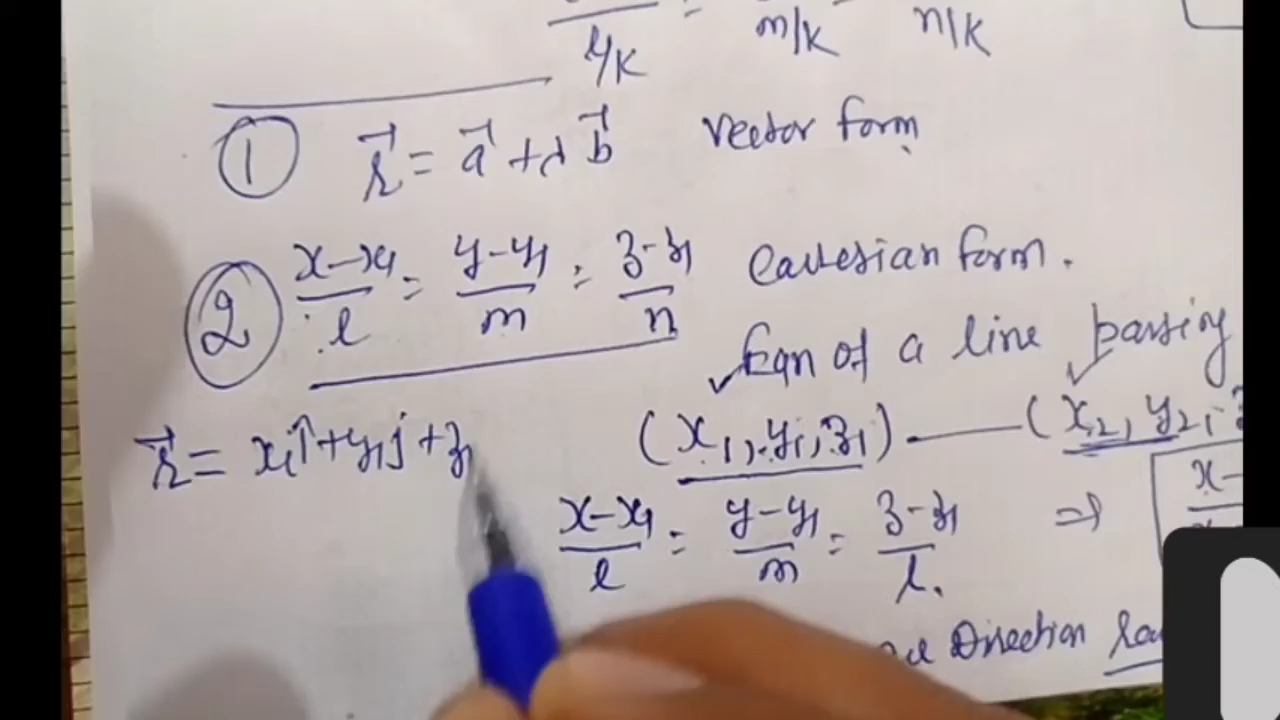 l/K m/K n/K
① r⃗ = a⃗ + λ b⃗ vector form
② (x-x₁)/l = (y-y₁)/m = (z-z₁)/n Cartesian form.
Eqn of a line passing
r⃗ = x₁î + y₁ĵ + z₁ (x₁, y₁, z₁) — (x₂, y₂,
(x-x₁)/l = (y-y₁)/m = (z-z₁)/l. ⇒ x-
Direction